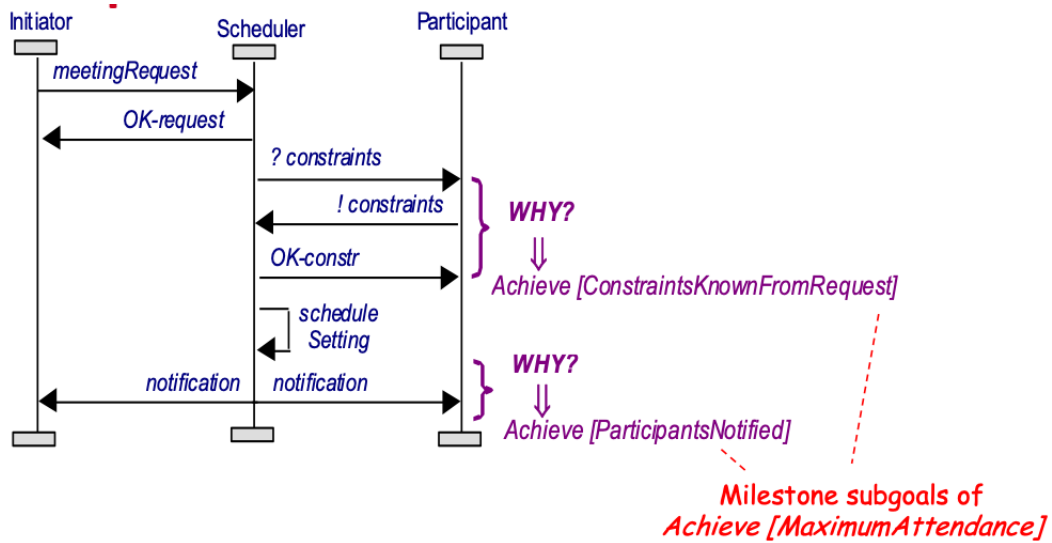 Initiator
Scheduler
Participant
meetingRequest
OK-request
? constraints
! constraints
WHY?
OK-constr
Achieve [ConstraintsKnownFromRequest]
schedule
Setting
WHY?
notification notification
Achieve [ParticipantsNotified]
Milestone subgoals of
Achieve [MaximumAttendance]